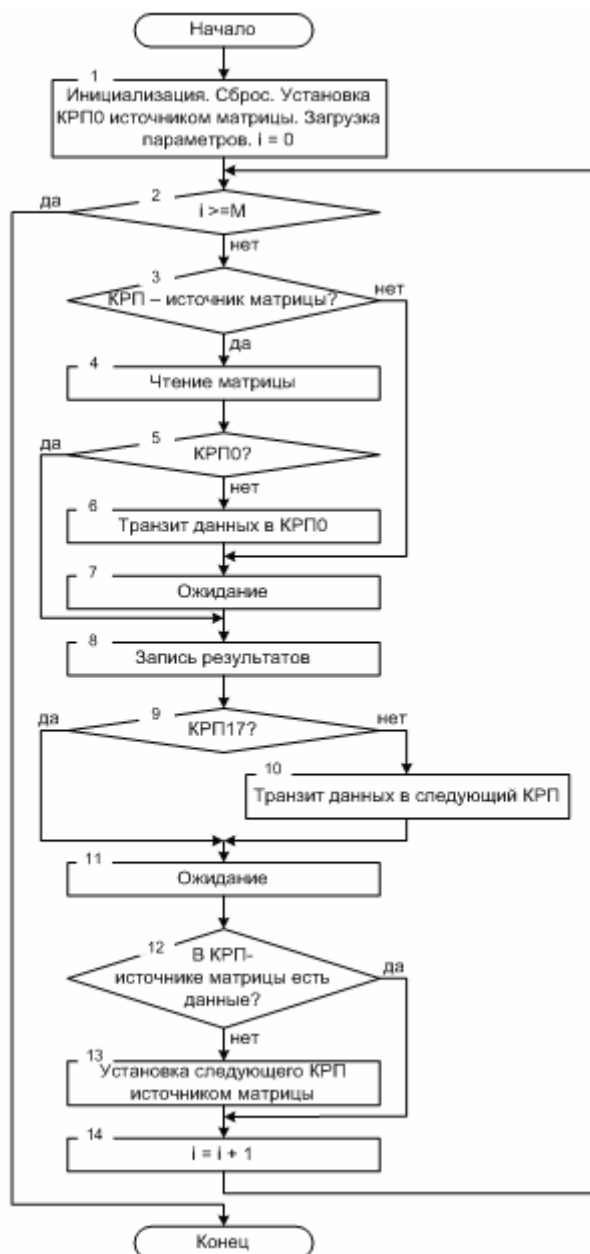 Начало
1
Инициализация. Сброс. Установка
КРП0 источником матрицы. Загрузка
параметров. i = 0
2
да
i >=M
нет
3
КРП – источник матрицы?
нет
да
4
Чтение матрицы
5
да
КРП0?
нет
6
Транзит данных в КРП0
7
Ожидание
8
Запись результатов
9
да
КРП17?
нет
10
Транзит данных в следующий КРП
11
Ожидание
12
В КРП-
источнике матрицы есть
данные?
да
нет
13
Установка следующего КРП
источником матрицы
14
i = i + 1
Конец